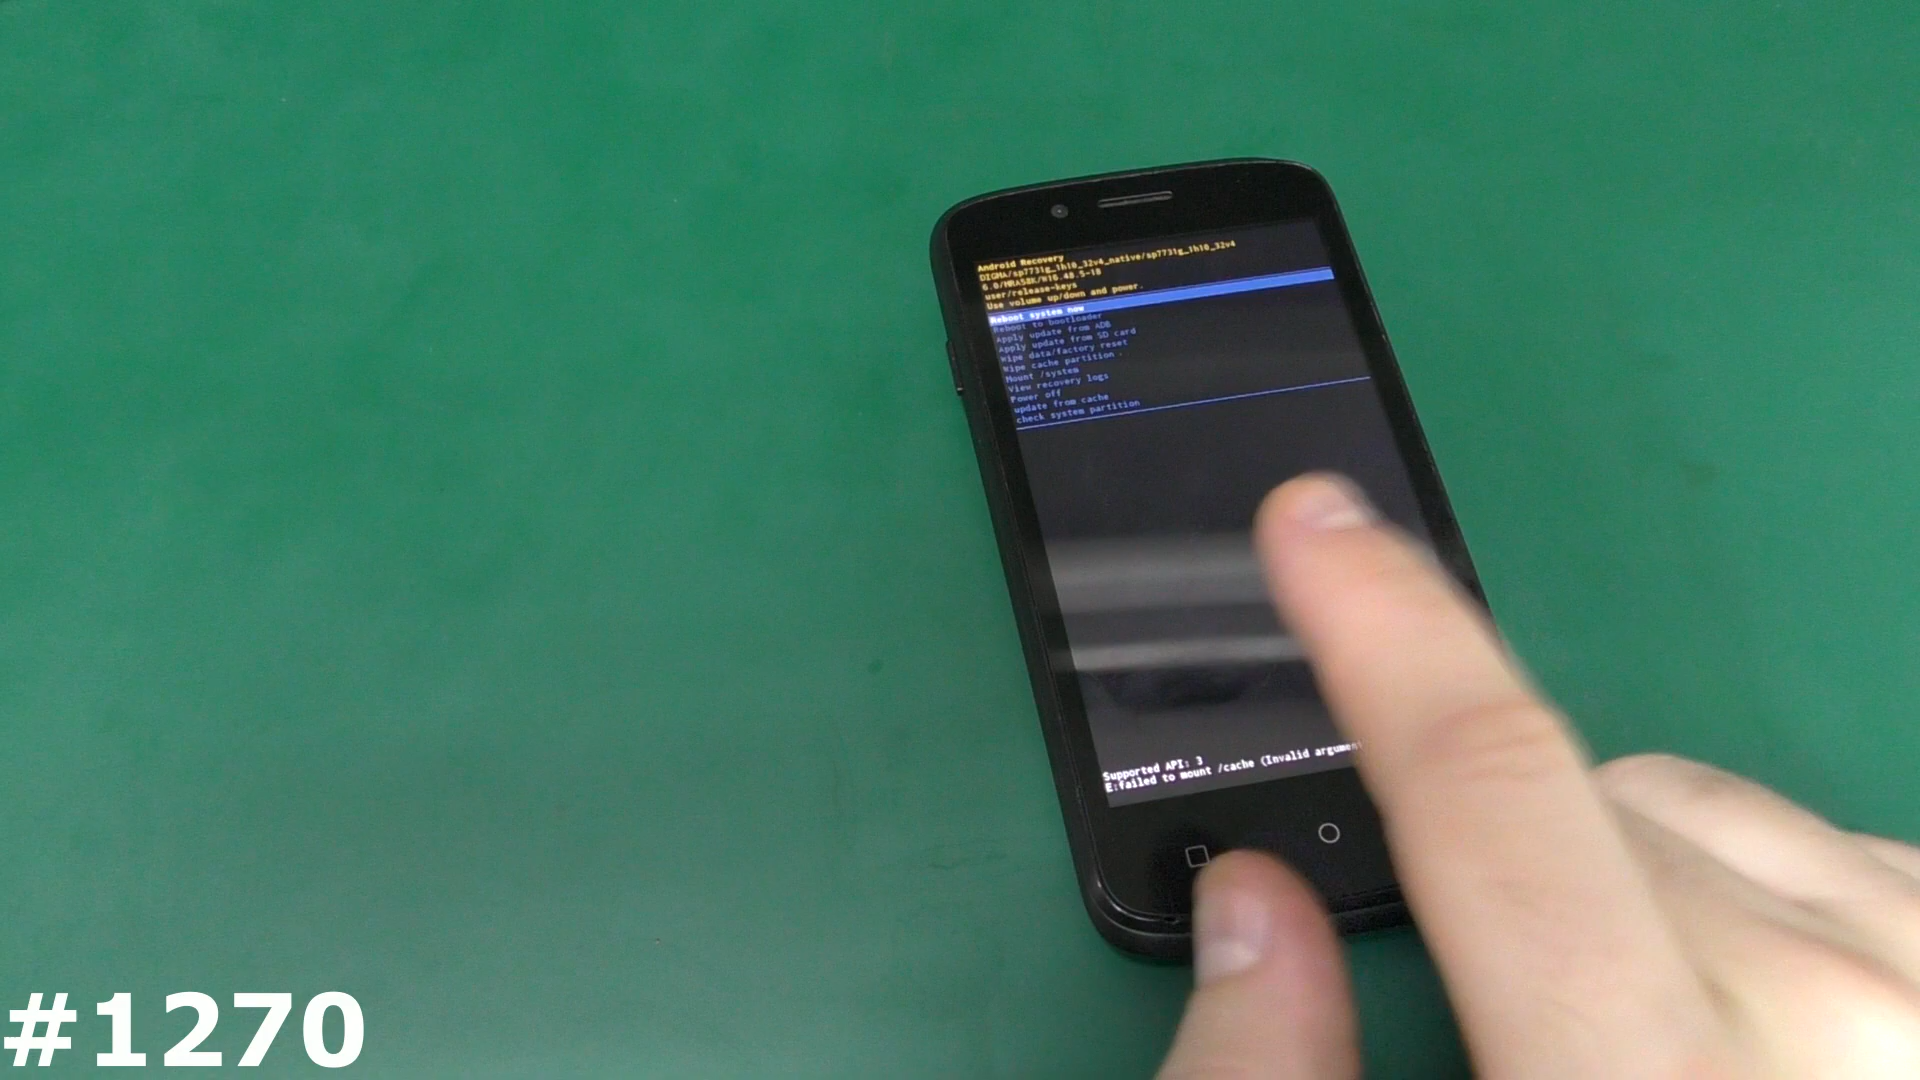 Android Recovery
DIGMA/sp7731g_1h10_32v4_native/sp7731g_1h10_32v4
6.0/MRA58K/W16.48.5-18
user/release-keys
Use volume up/down and power.
Reboot system now
Reboot to bootloader
Apply update from ADB
Apply update from SD card
Wipe data/factory reset
Wipe cache partition
Mount /system
View recovery logs
Power off
update from cache
check system partition
Supported API: 3
E:failed to mount /cache (Invalid argument
#1270